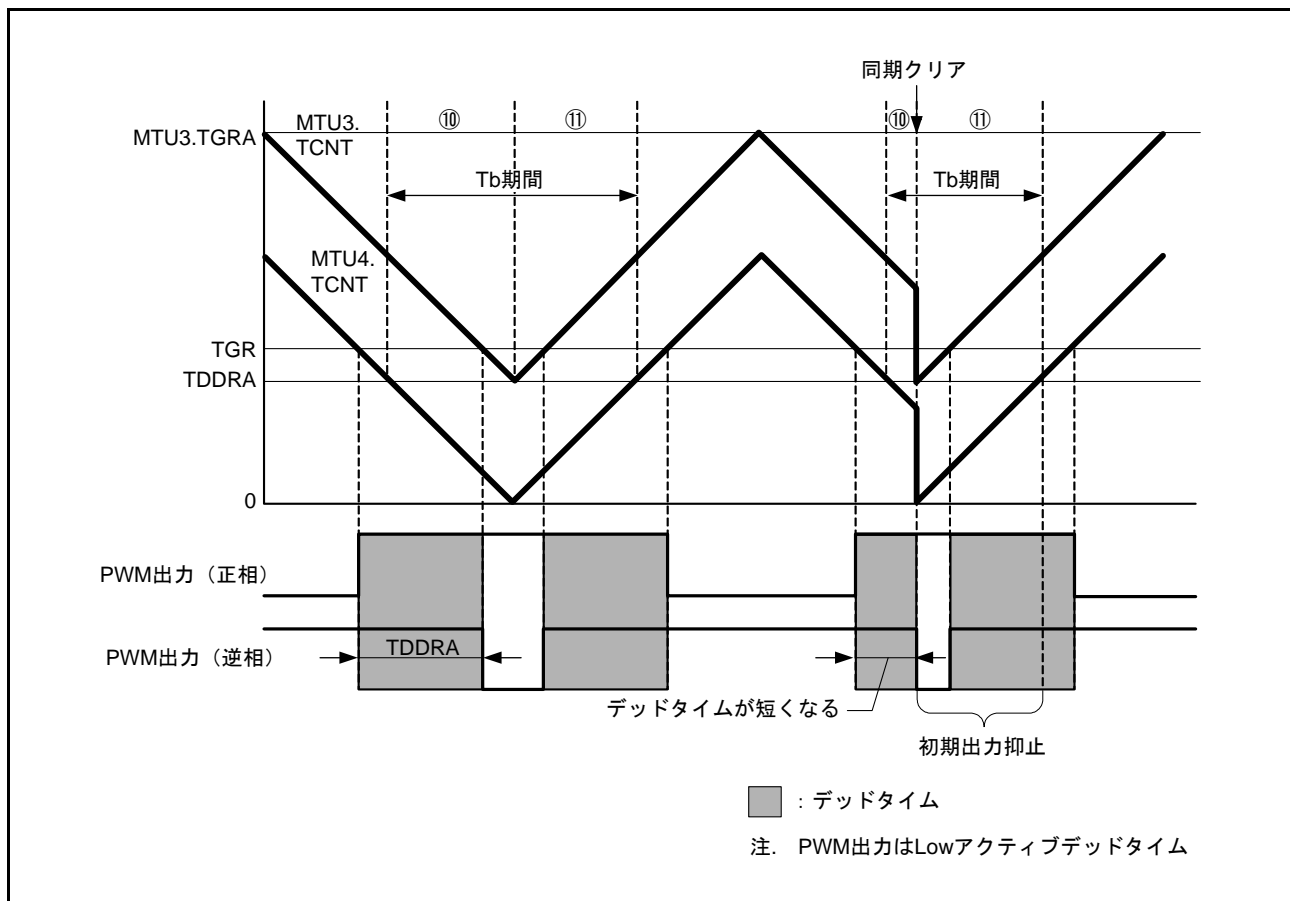 同期クリア
MTU3.TGRA
MTU3.
TCNT
⑩
⑪
⑩
⑪
Tb期間
Tb期間
MTU4.
TCNT
TGR
TDDRA
0
PWM出力（正相）
PWM出力（逆相）
TDDRA
デッドタイムが短くなる
初期出力抑止
：デッドタイム
注. PWM出力はLowアクティブデッドタイム